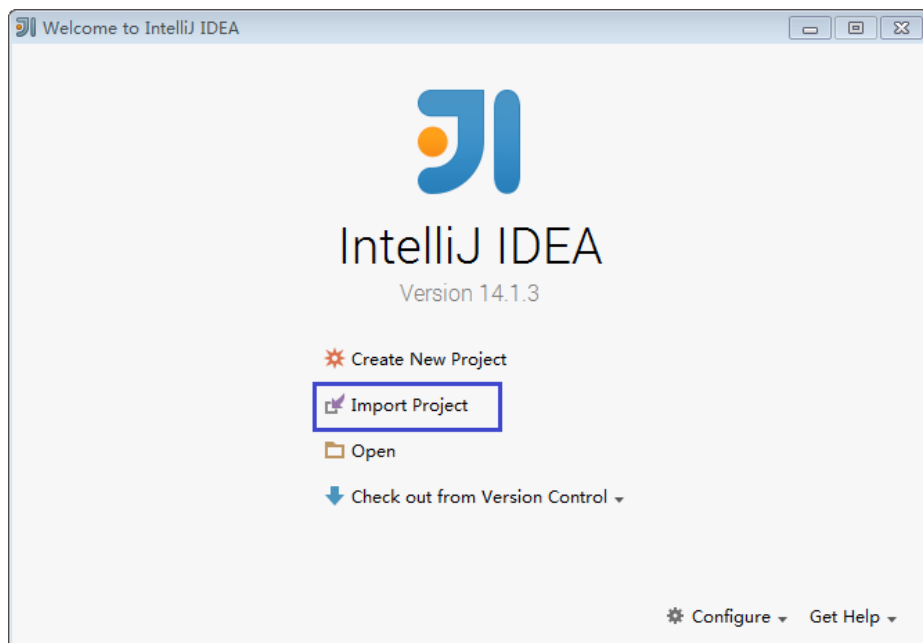 Welcome to IntelliJ IDEA
IntelliJ IDEA
Version 14.1.3
Create New Project
Import Project
Open
Check out from Version Control
Configure Get Help